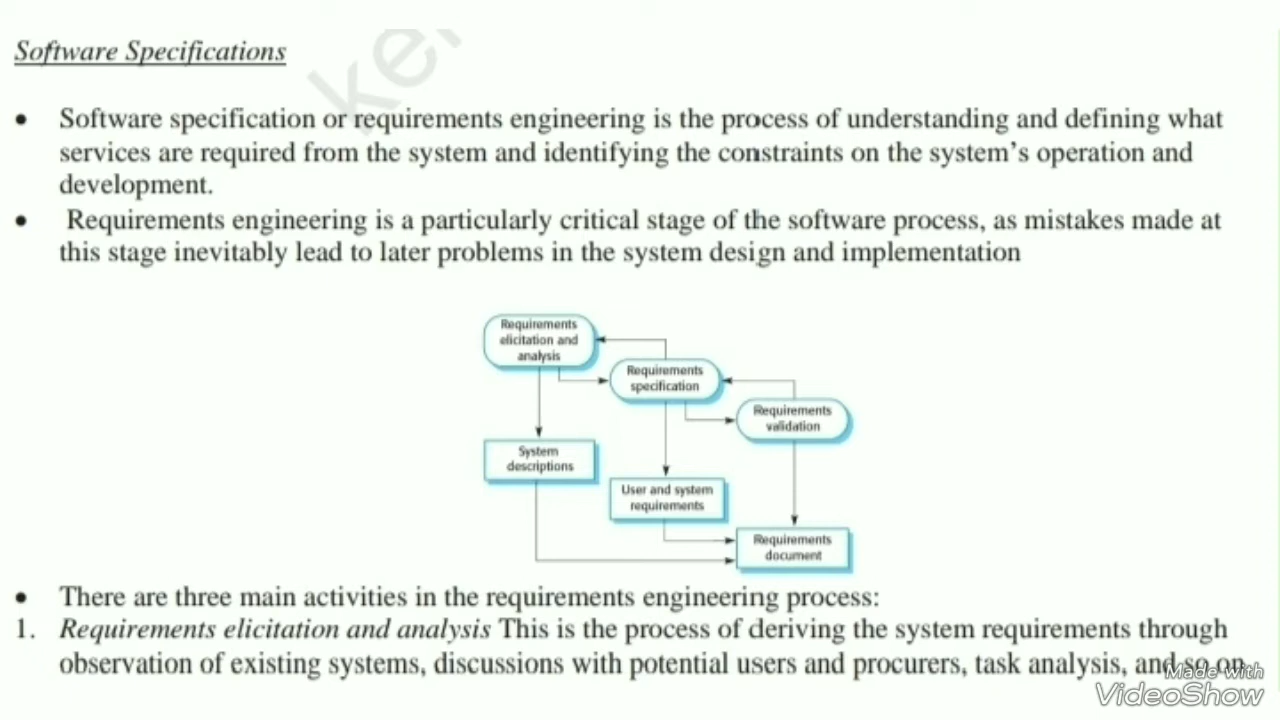 Software Specifications
• Software specification or requirements engineering is the process of understanding and defining what
services are required from the system and identifying the constraints on the system's operation and
development.
• Requirements engineering is a particularly critical stage of the software process, as mistakes made at
this stage inevitably lead to later problems in the system design and implementation
Requirements
elicitation and
analysis
Requirements
specification
Requirements
validation
System
descriptions
User and system
requirements
Requirements
document
• There are three main activities in the requirements engineering process:
1. Requirements elicitation and analysis This is the process of deriving the system requirements through
observation of existing systems, discussions with potential users and procurers, task analysis, and so on
Made with
VideoShow